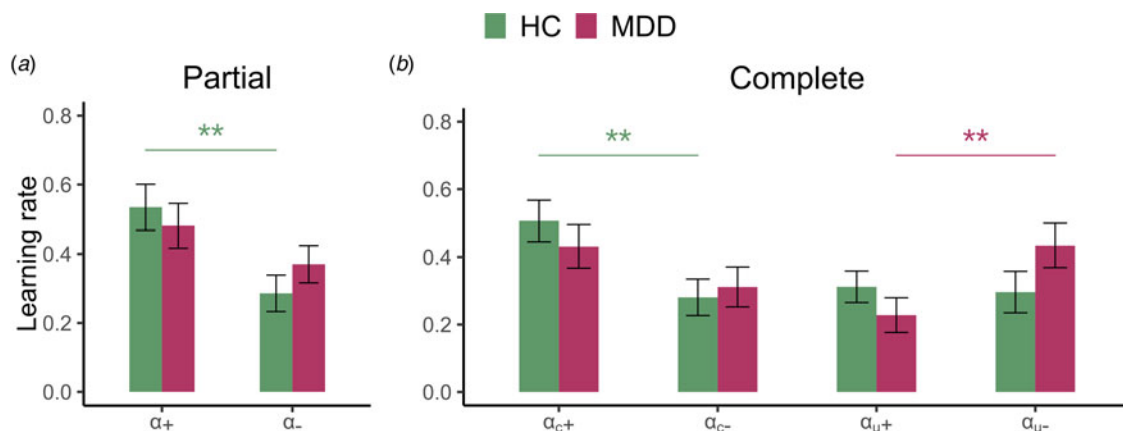 HC MDD
(a) Partial
(b) Complete
Learning rate
0.8
0.6
0.4
0.2
0.0
**
α+ α-
0.8
0.6
0.4
0.2
0.0
** **
αc+ αc- αu+ αu-